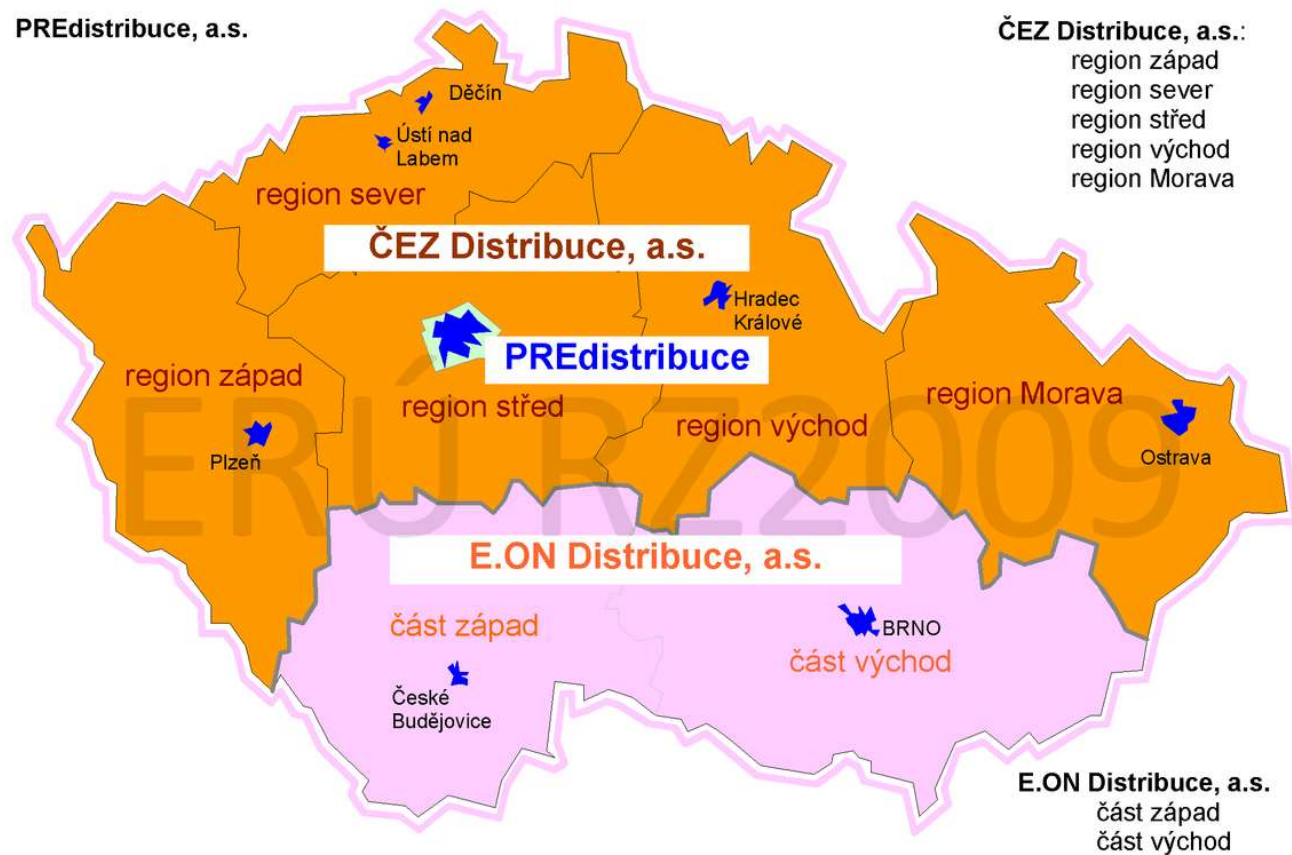 PREdistribuce, a.s.
ČEZ Distribuce, a.s.:
region západ
region sever
region střed
region východ
region Morava
Děčín
Ústí nad
Labem
region sever
ČEZ Distribuce, a.s.
Hradec
Králové
PREdistribuce
region západ
region střed
region východ
region Morava
Plzeň
Ostrava
ERÚ RZ2009
E.ON Distribuce, a.s.
část západ
BRNO
část východ
České
Budějovice
E.ON Distribuce, a.s.
část západ
část východ